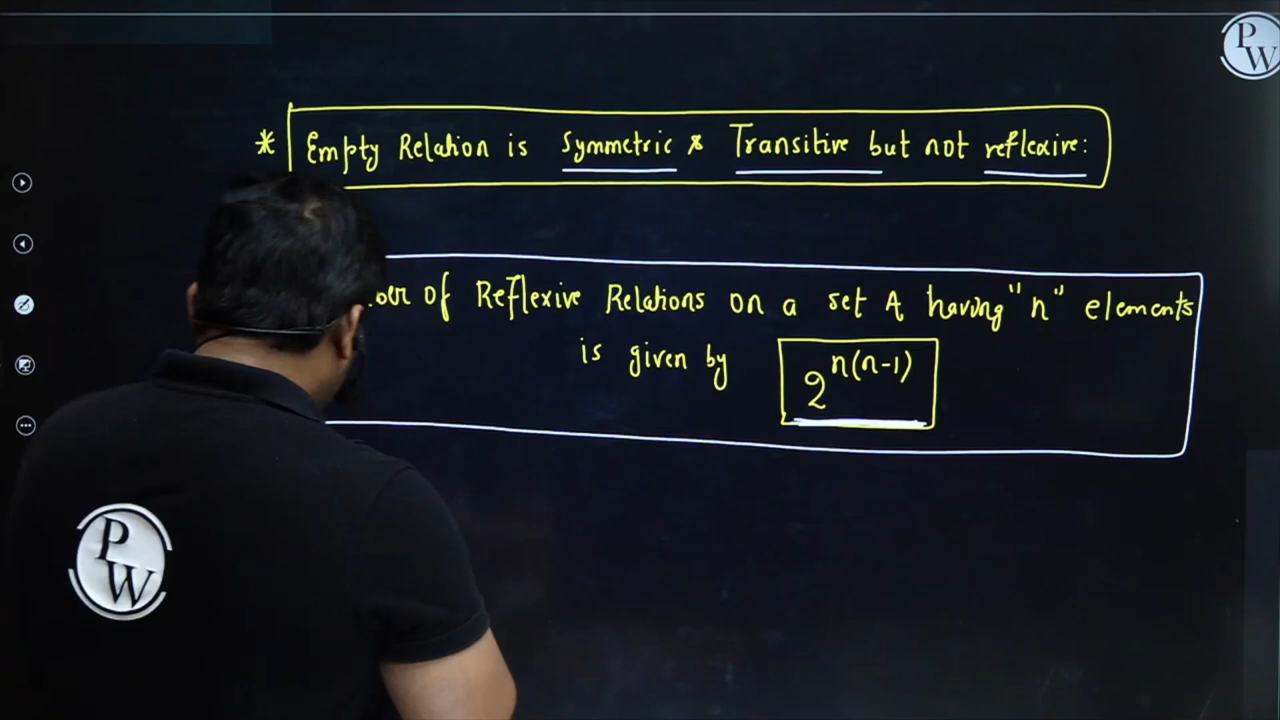 PW
* Empty Relation is Symmetric & Transitive but not reflexive:
of Reflexive Relations on a set A having "n" elements
is given by 2^n(n-1)
PW